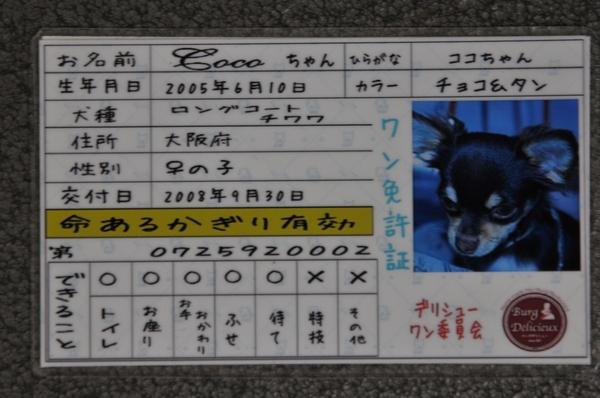 お名前 Coco ちゃん ひらがな ココちゃん
生年月日 2005年6月10日 カラー チョコ&タン
犬種 ロングコートチワワ
住所 大阪府
性別 ♀の子
交付日 2008年9月30日
命あるかぎり有効
第 0725920002
ワン免許証
できること
○ ○ ○ ○ ○ × ×
トイレ お座り お手おかわり ふせ 待て 特技 その他
デリシュー
ワン委員会
Burg
Delicieux